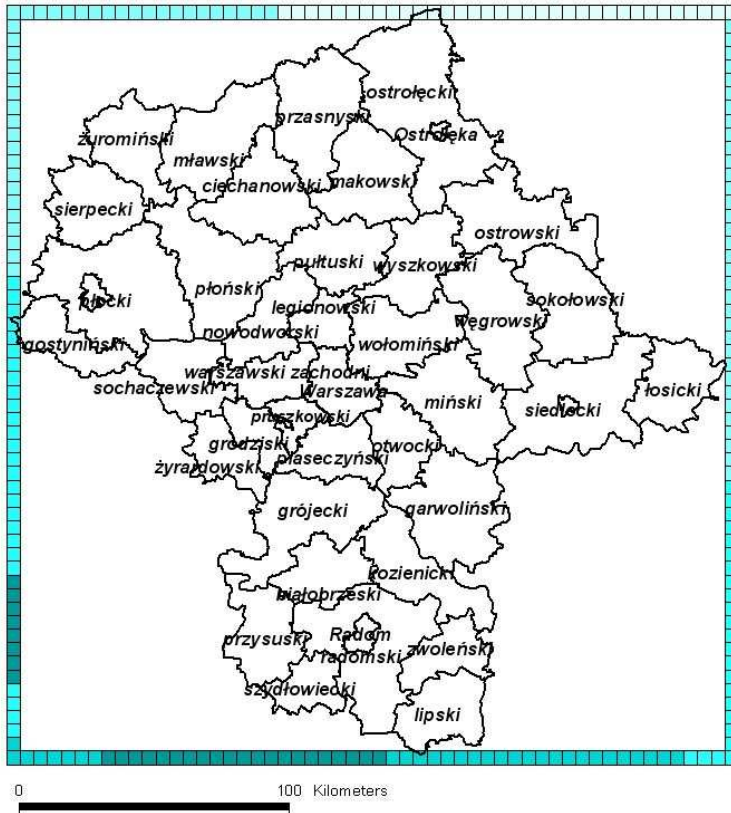 ostrołęcki
przasnyski
Ostrołęka
żuromiński
mławski
ciechanowski
makowski
sierpecki
ostrowski
pułtuski
wyszkowski
płoński
płocki
sokołowski
legionowski
węgrowski
nowodworski
wołomiński
gostyniński
warszawski zachodni
sochaczewski
Warszawa
łosicki
miński
siedlecki
pruszkowski
grodziski
otwocki
piaseczyński
żyrardowski
grójecki
garwoliński
kozienicki
białobrzeski
Radom
przysuski
zwoleński
radomski
szydłowiecki
lipski
0 100 Kilometers